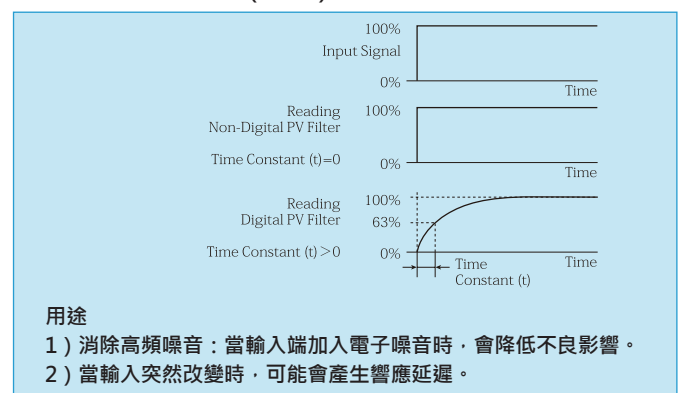 100%
Input Signal
0%
Time
Reading 100%
Non-Digital PV Filter
Time Constant (t)=0
0%
Time
Reading 100%
Digital PV Filter 63%
Time Constant (t)>0 0%
Time
Constant (t)
Time
用途
1)消除高頻噪音:當輸入端加入電子噪音時,會降低不良影響。
2)當輸入突然改變時,可能會產生響應延遲。